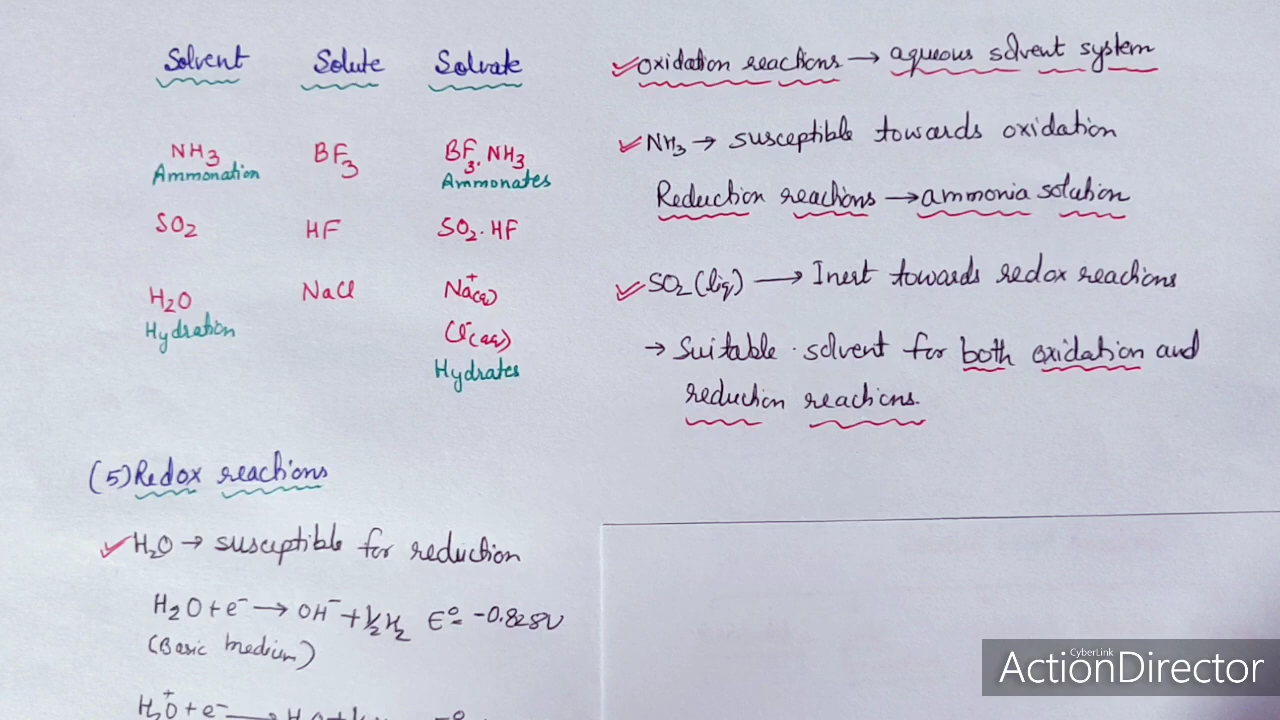 Solvent Solute Solvate
NH3 BF3 BF3.NH3
Ammonation Ammonates
SO2 HF SO2.HF
H2O NaCl Na+(aq)
Hydration Cl-(aq)
Hydrates
(5) Redox reactions
H2O → susceptible for reduction
H2O + e- → OH- + 1/2 H2 E° = -0.828V
(Basic medium)
H3O+ + e- →
oxidation reactions → aqueous solvent system
NH3 → susceptible towards oxidation
Reduction reactions → ammonia solution
SO2 (liq) → Inert towards redox reactions
→ Suitable solvent for both oxidation and
reduction reactions.
CyberLink
ActionDirector